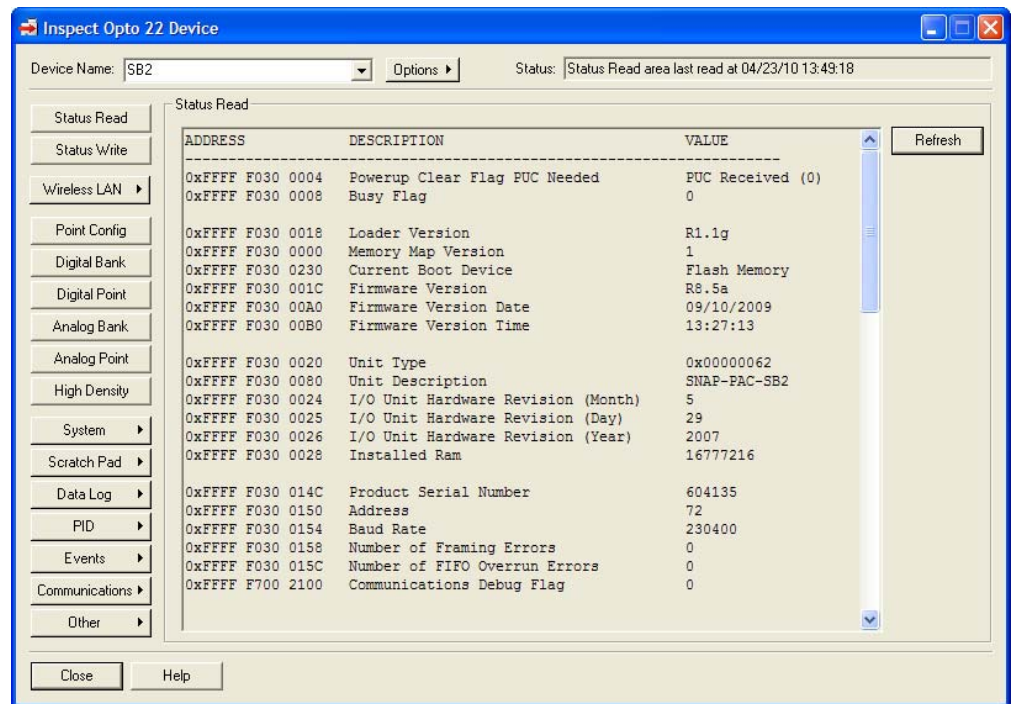 Inspect Opto 22 Device
Device Name: SB2 Options Status: Status Read area last read at 04/23/10 13:49:18
Status Read
Status Write
Wireless LAN
Point Config
Digital Bank
Digital Point
Analog Bank
Analog Point
High Density
System
Scratch Pad
Data Log
PID
Events
Communications
Other
Status Read
Refresh
ADDRESS DESCRIPTION VALUE
--------------------------------------------------------------------------
0xFFFF F030 0004 Powerup Clear Flag PUC Needed PUC Received (0)
0xFFFF F030 0008 Busy Flag 0
0xFFFF F030 0018 Loader Version R1.1g
0xFFFF F030 0000 Memory Map Version 1
0xFFFF F030 0230 Current Boot Device Flash Memory
0xFFFF F030 001C Firmware Version R8.5a
0xFFFF F030 00A0 Firmware Version Date 09/10/2009
0xFFFF F030 00B0 Firmware Version Time 13:27:13
0xFFFF F030 0020 Unit Type 0x00000062
0xFFFF F030 0080 Unit Description SNAP-PAC-SB2
0xFFFF F030 0024 I/O Unit Hardware Revision (Month) 5
0xFFFF F030 0025 I/O Unit Hardware Revision (Day) 29
0xFFFF F030 0026 I/O Unit Hardware Revision (Year) 2007
0xFFFF F030 0028 Installed Ram 16777216
0xFFFF F030 014C Product Serial Number 604135
0xFFFF F030 0150 Address 72
0xFFFF F030 0154 Baud Rate 230400
0xFFFF F030 0158 Number of Framing Errors 0
0xFFFF F030 015C Number of FIFO Overrun Errors 0
0xFFFF F700 2100 Communications Debug Flag 0
Close Help